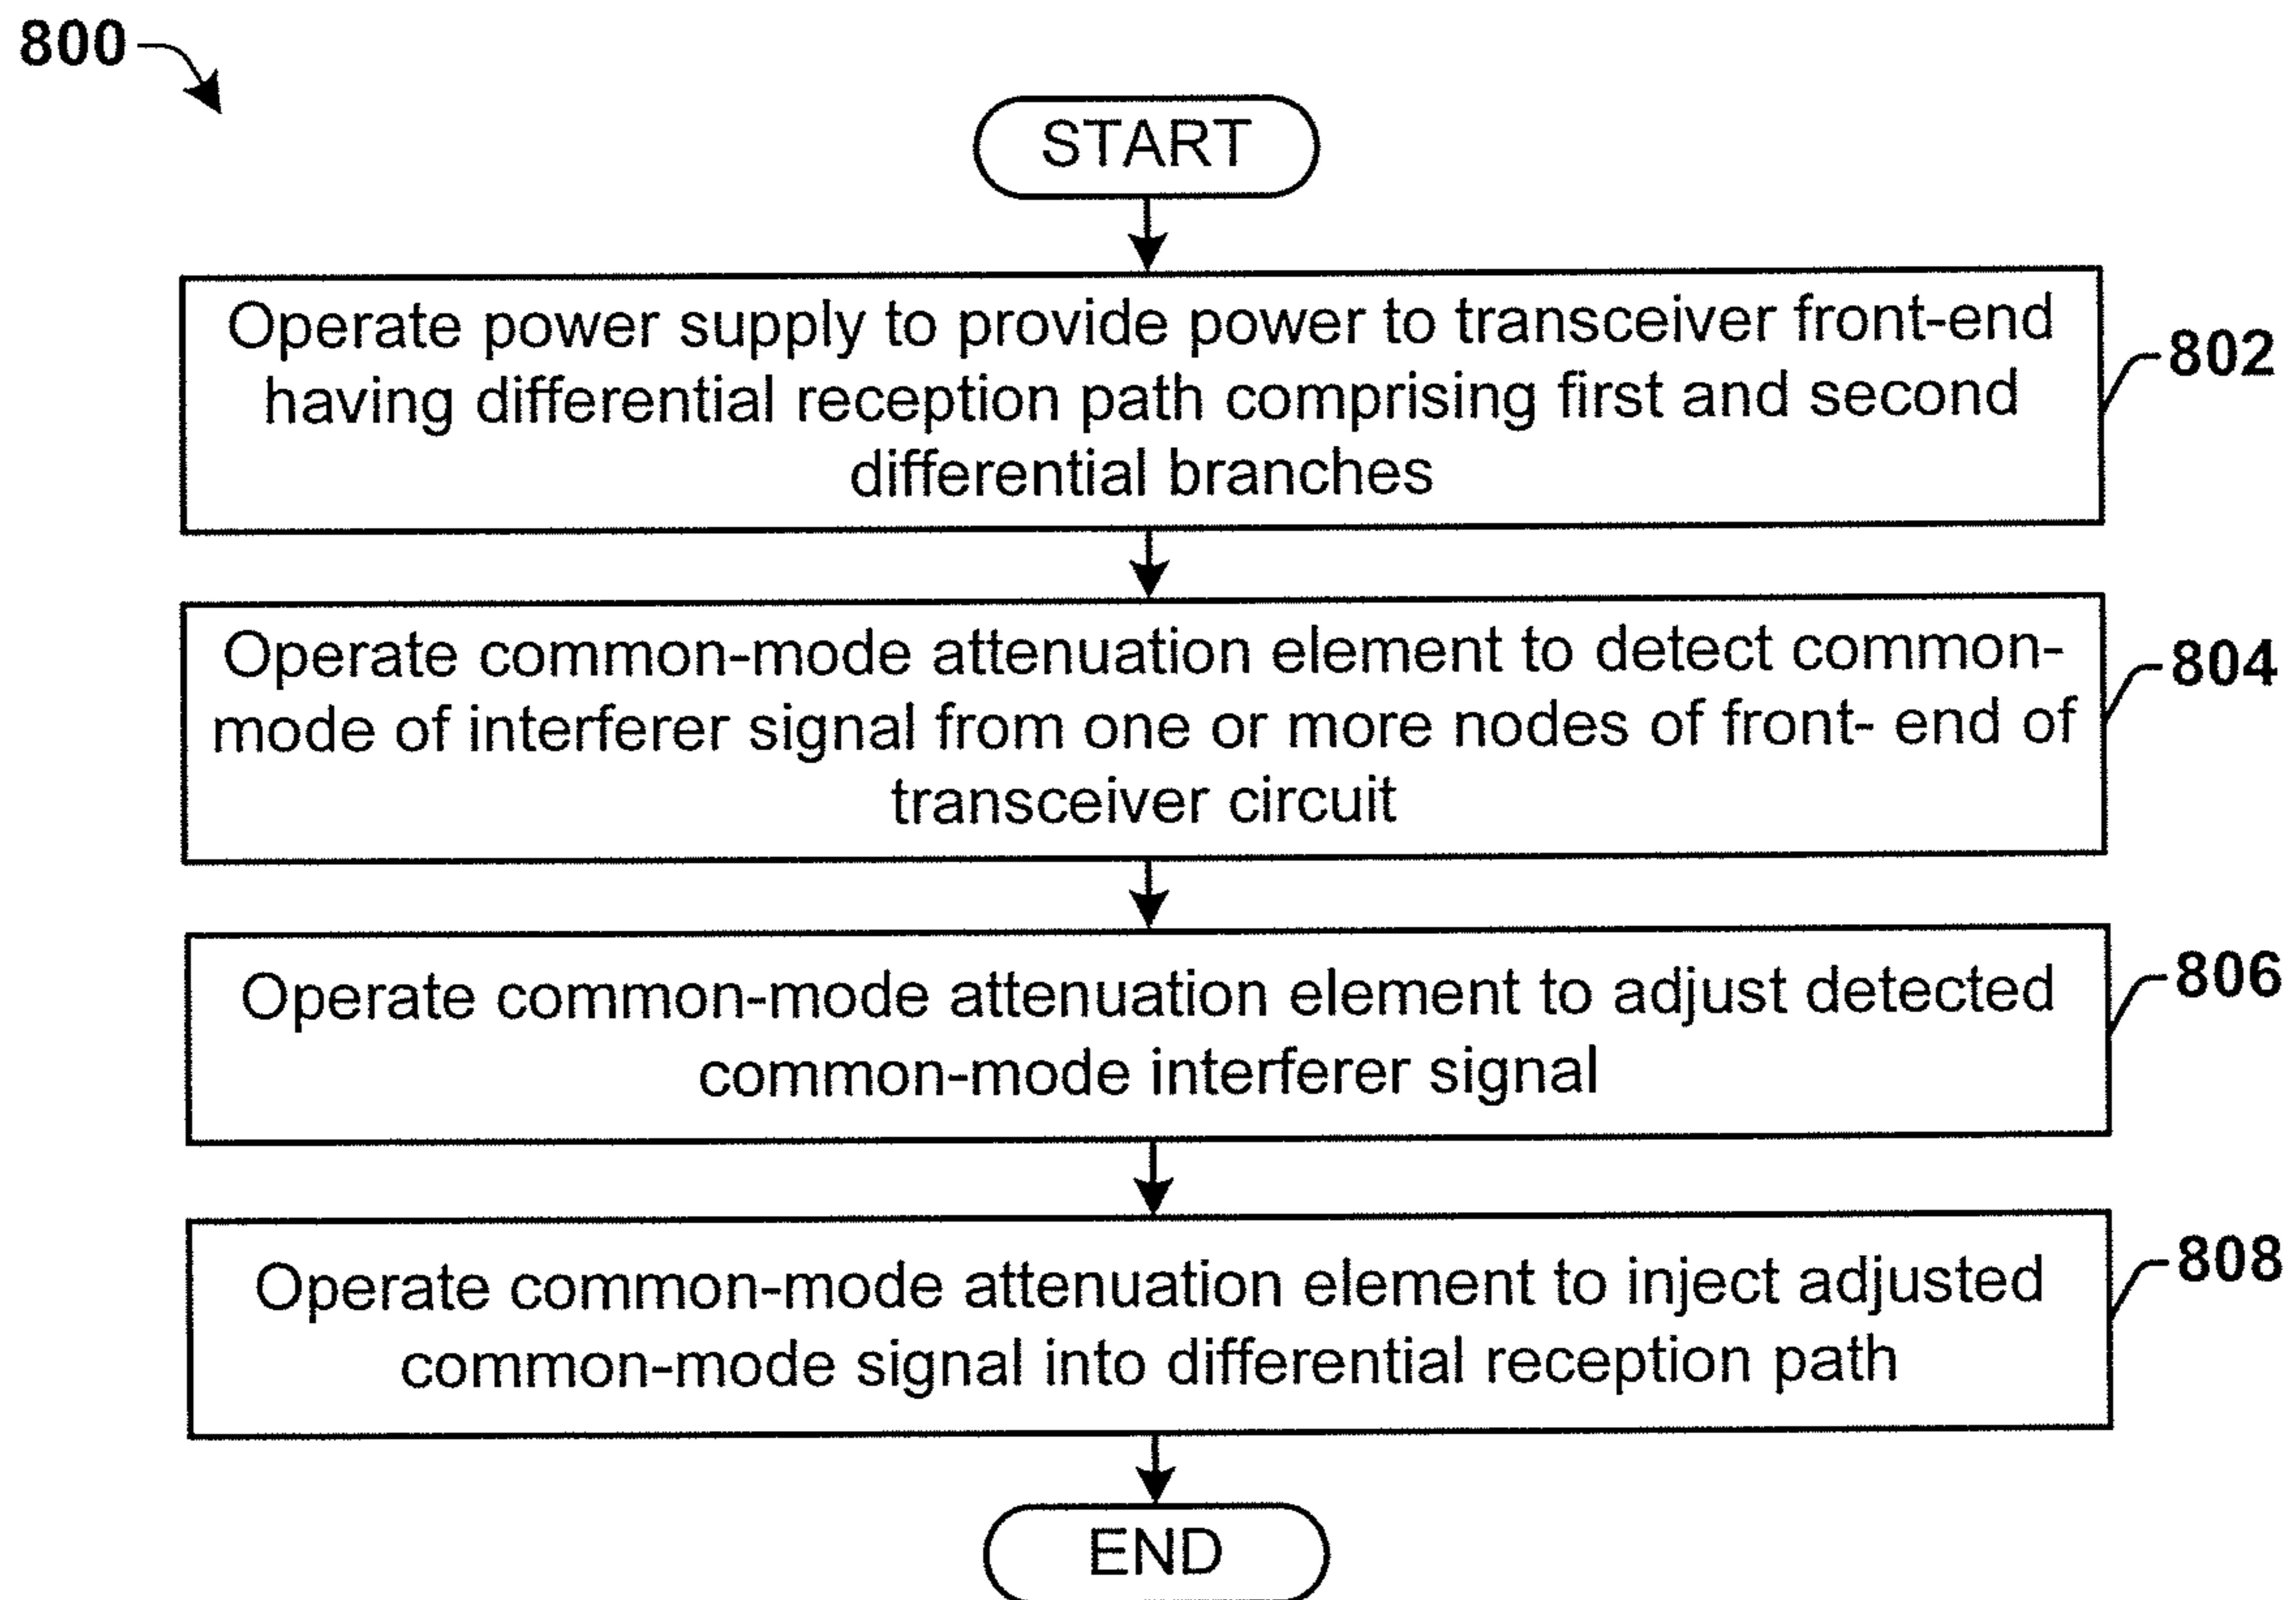 800
START
Operate power supply to provide power to transceiver front-end
having differential reception path comprising first and second
differential branches
802
Operate common-mode attenuation element to detect common-
mode of interferer signal from one or more nodes of front- end of
transceiver circuit
804
Operate common-mode attenuation element to adjust detected
common-mode interferer signal
806
Operate common-mode attenuation element to inject adjusted
common-mode signal into differential reception path
808
END